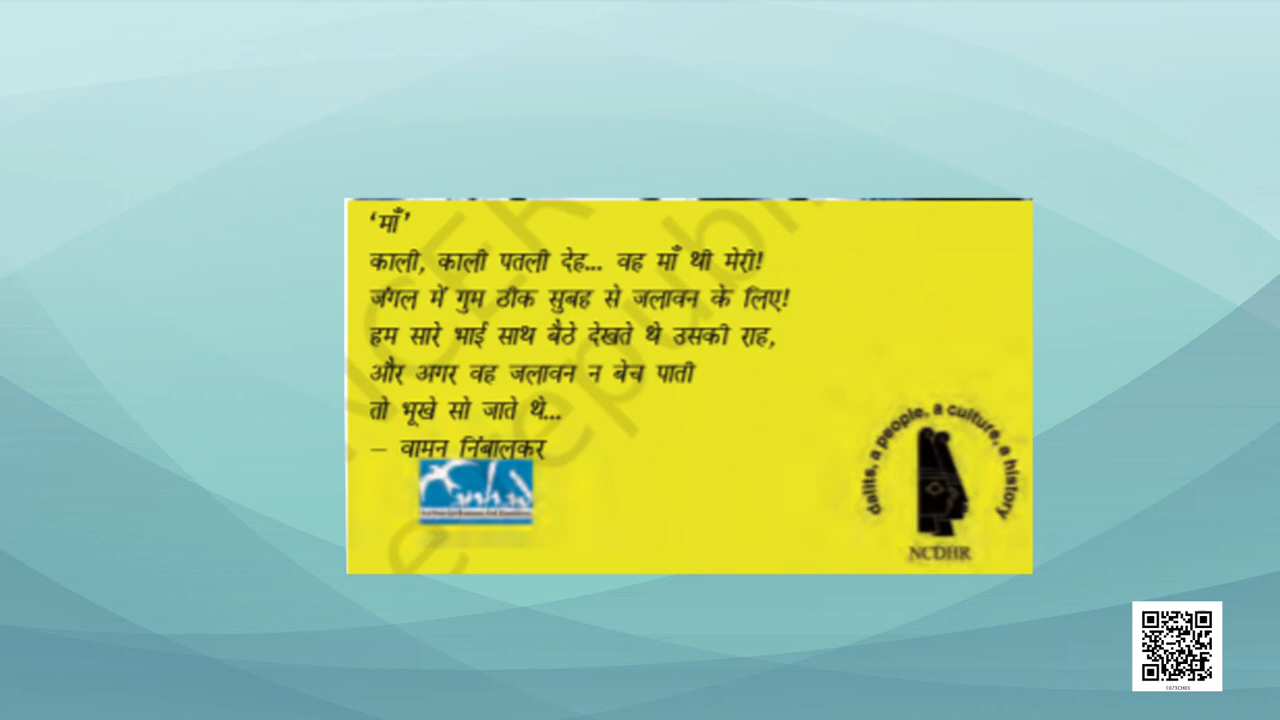 ‘माँ’
काली, काली पतली देह... वह माँ थी मेरी!
जंगल में गुम ठीक सुबह से जलावन के लिए!
हम सारे भाई साथ बैठे देखते थे उसकी राह,
और अगर वह जलावन न बेच पाती
तो भूखे सो जाते थे...
– वामन निंबालकर
dalits, a people, a culture, a history
NCDHR
1073CH03